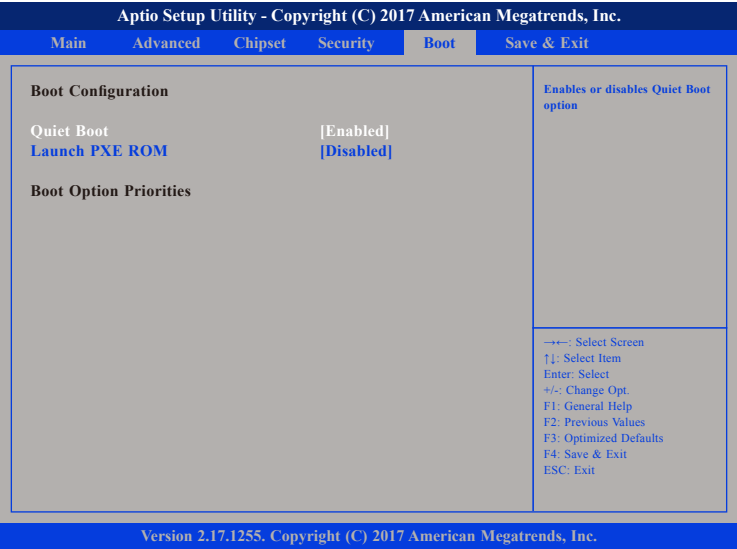 Aptio Setup Utility - Copyright (C) 2017 American Megatrends, Inc.
Main Advanced Chipset Security Boot Save & Exit
Boot Configuration
Quiet Boot [Enabled]
Launch PXE ROM [Disabled]
Boot Option Priorities
Enables or disables Quiet Boot
option
→←: Select Screen
↑↓: Select Item
Enter: Select
+/-: Change Opt.
F1: General Help
F2: Previous Values
F3: Optimized Defaults
F4: Save & Exit
ESC: Exit
Version 2.17.1255. Copyright (C) 2017 American Megatrends, Inc.